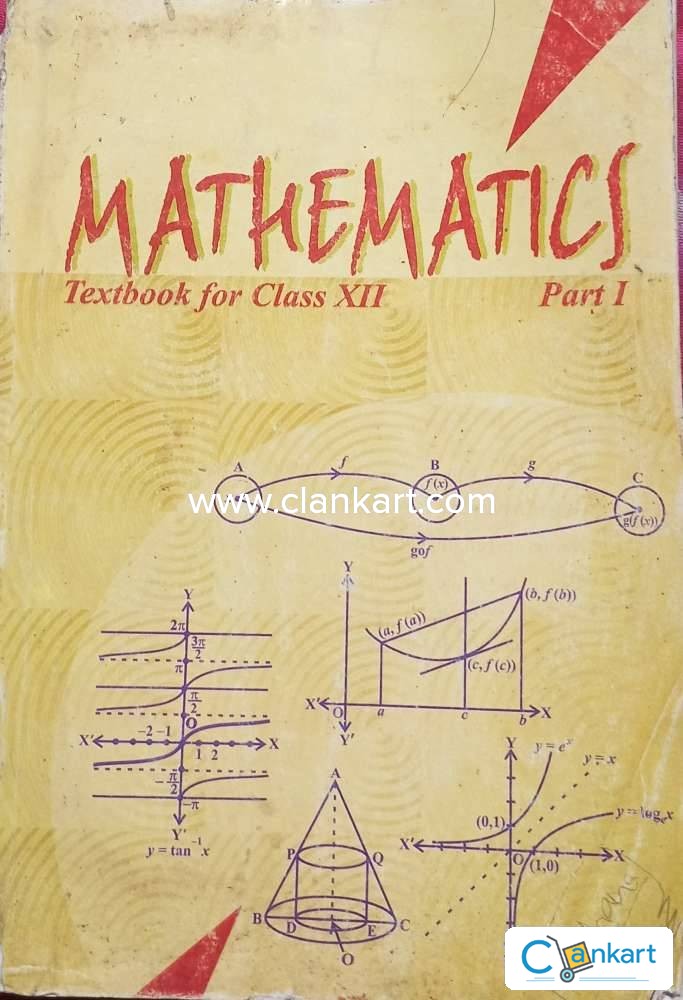 MATHEMATICS
Textbook for Class XII Part I
A f B g C
f(x)
g(f(x))
gof
www.clankart.com
Y
2π
3π/2
π
π/2
O
X' -2 -1 1 2 X
-π/2
-π
Y'
y = tan⁻¹ x
Y
(b, f(b))
(a, f(a))
(c, f(c))
X' O a c b X
Y'
A
P Q
B D E C
O
Y y = eˣ
y = x
(0,1)
y = logₑx
X' O (1,0) X
Clankart